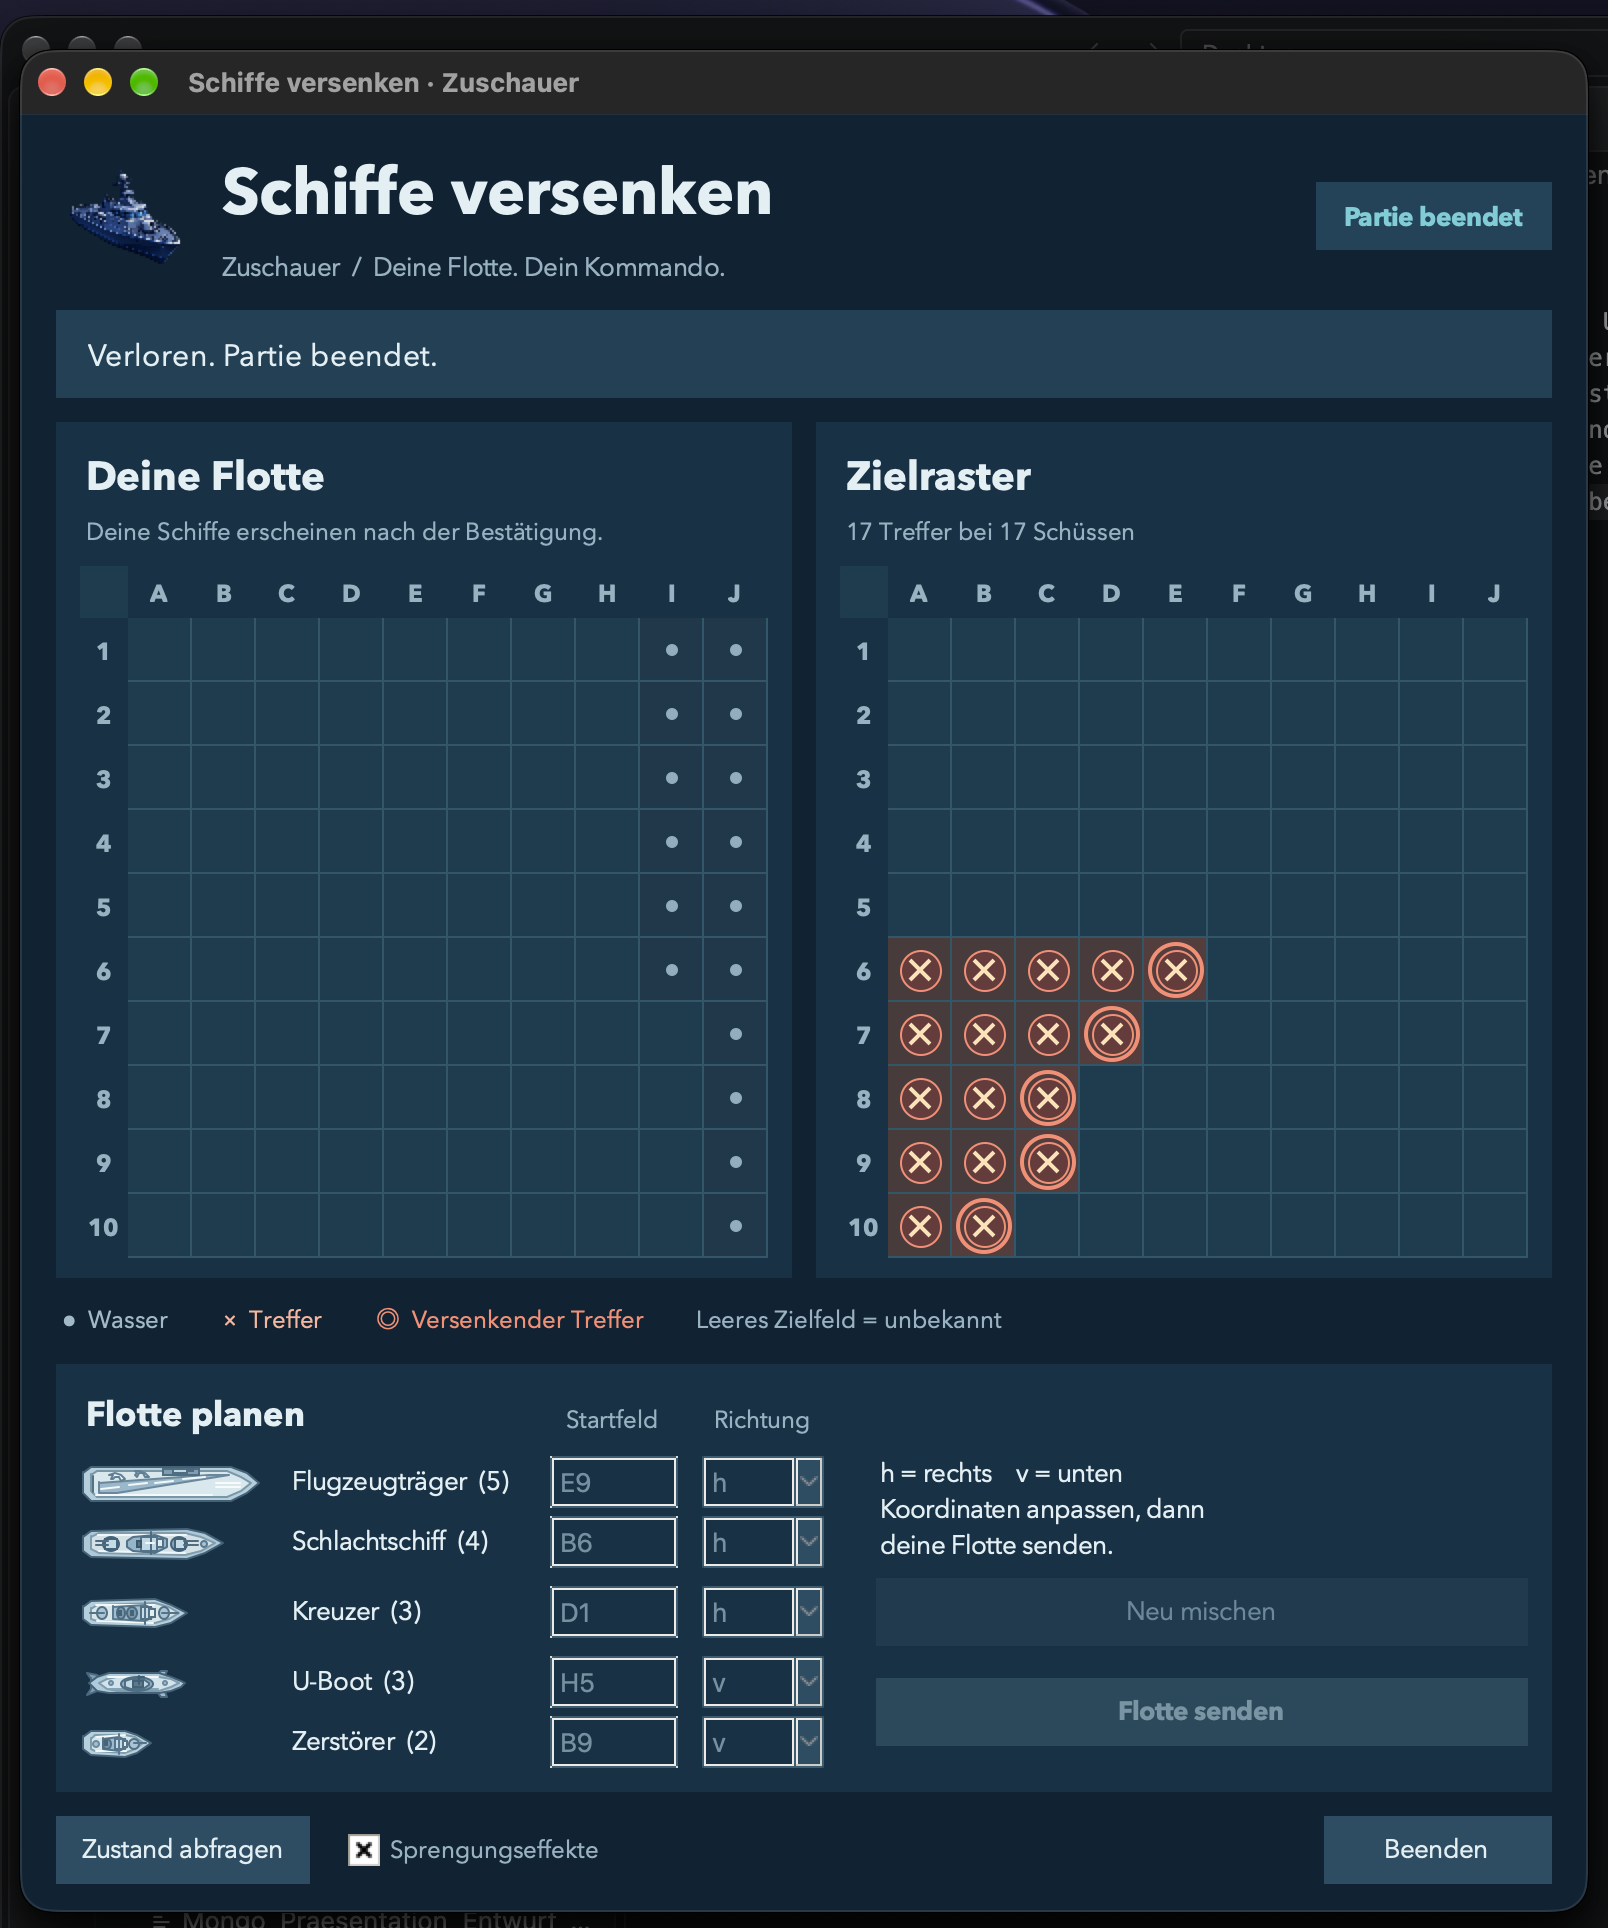 Schiffe versenken · Zuschauer
Schiffe versenken
Zuschauer / Deine Flotte. Dein Kommando.
Partie beendet
Verloren. Partie beendet.
Deine Flotte
Deine Schiffe erscheinen nach der Bestätigung.
A B C D E F G H I J
1
2
3
4
5
6
7
8
9
10
Zielraster
17 Treffer bei 17 Schüssen
A B C D E F G H I J
1
2
3
4
5
6
7
8
9
10
Wasser
Treffer
Versenkender Treffer
Leeres Zielfeld = unbekannt
Flotte planen
Startfeld Richtung
Flugzeugträger (5) E9 h
Schlachtschiff (4) B6 h
Kreuzer (3) D1 h
U-Boot (3) H5 v
Zerstörer (2) B9 v
h = rechts v = unten
Koordinaten anpassen, dann
deine Flotte senden.
Neu mischen
Flotte senden
Zustand abfragen
Sprengungseffekte
Beenden